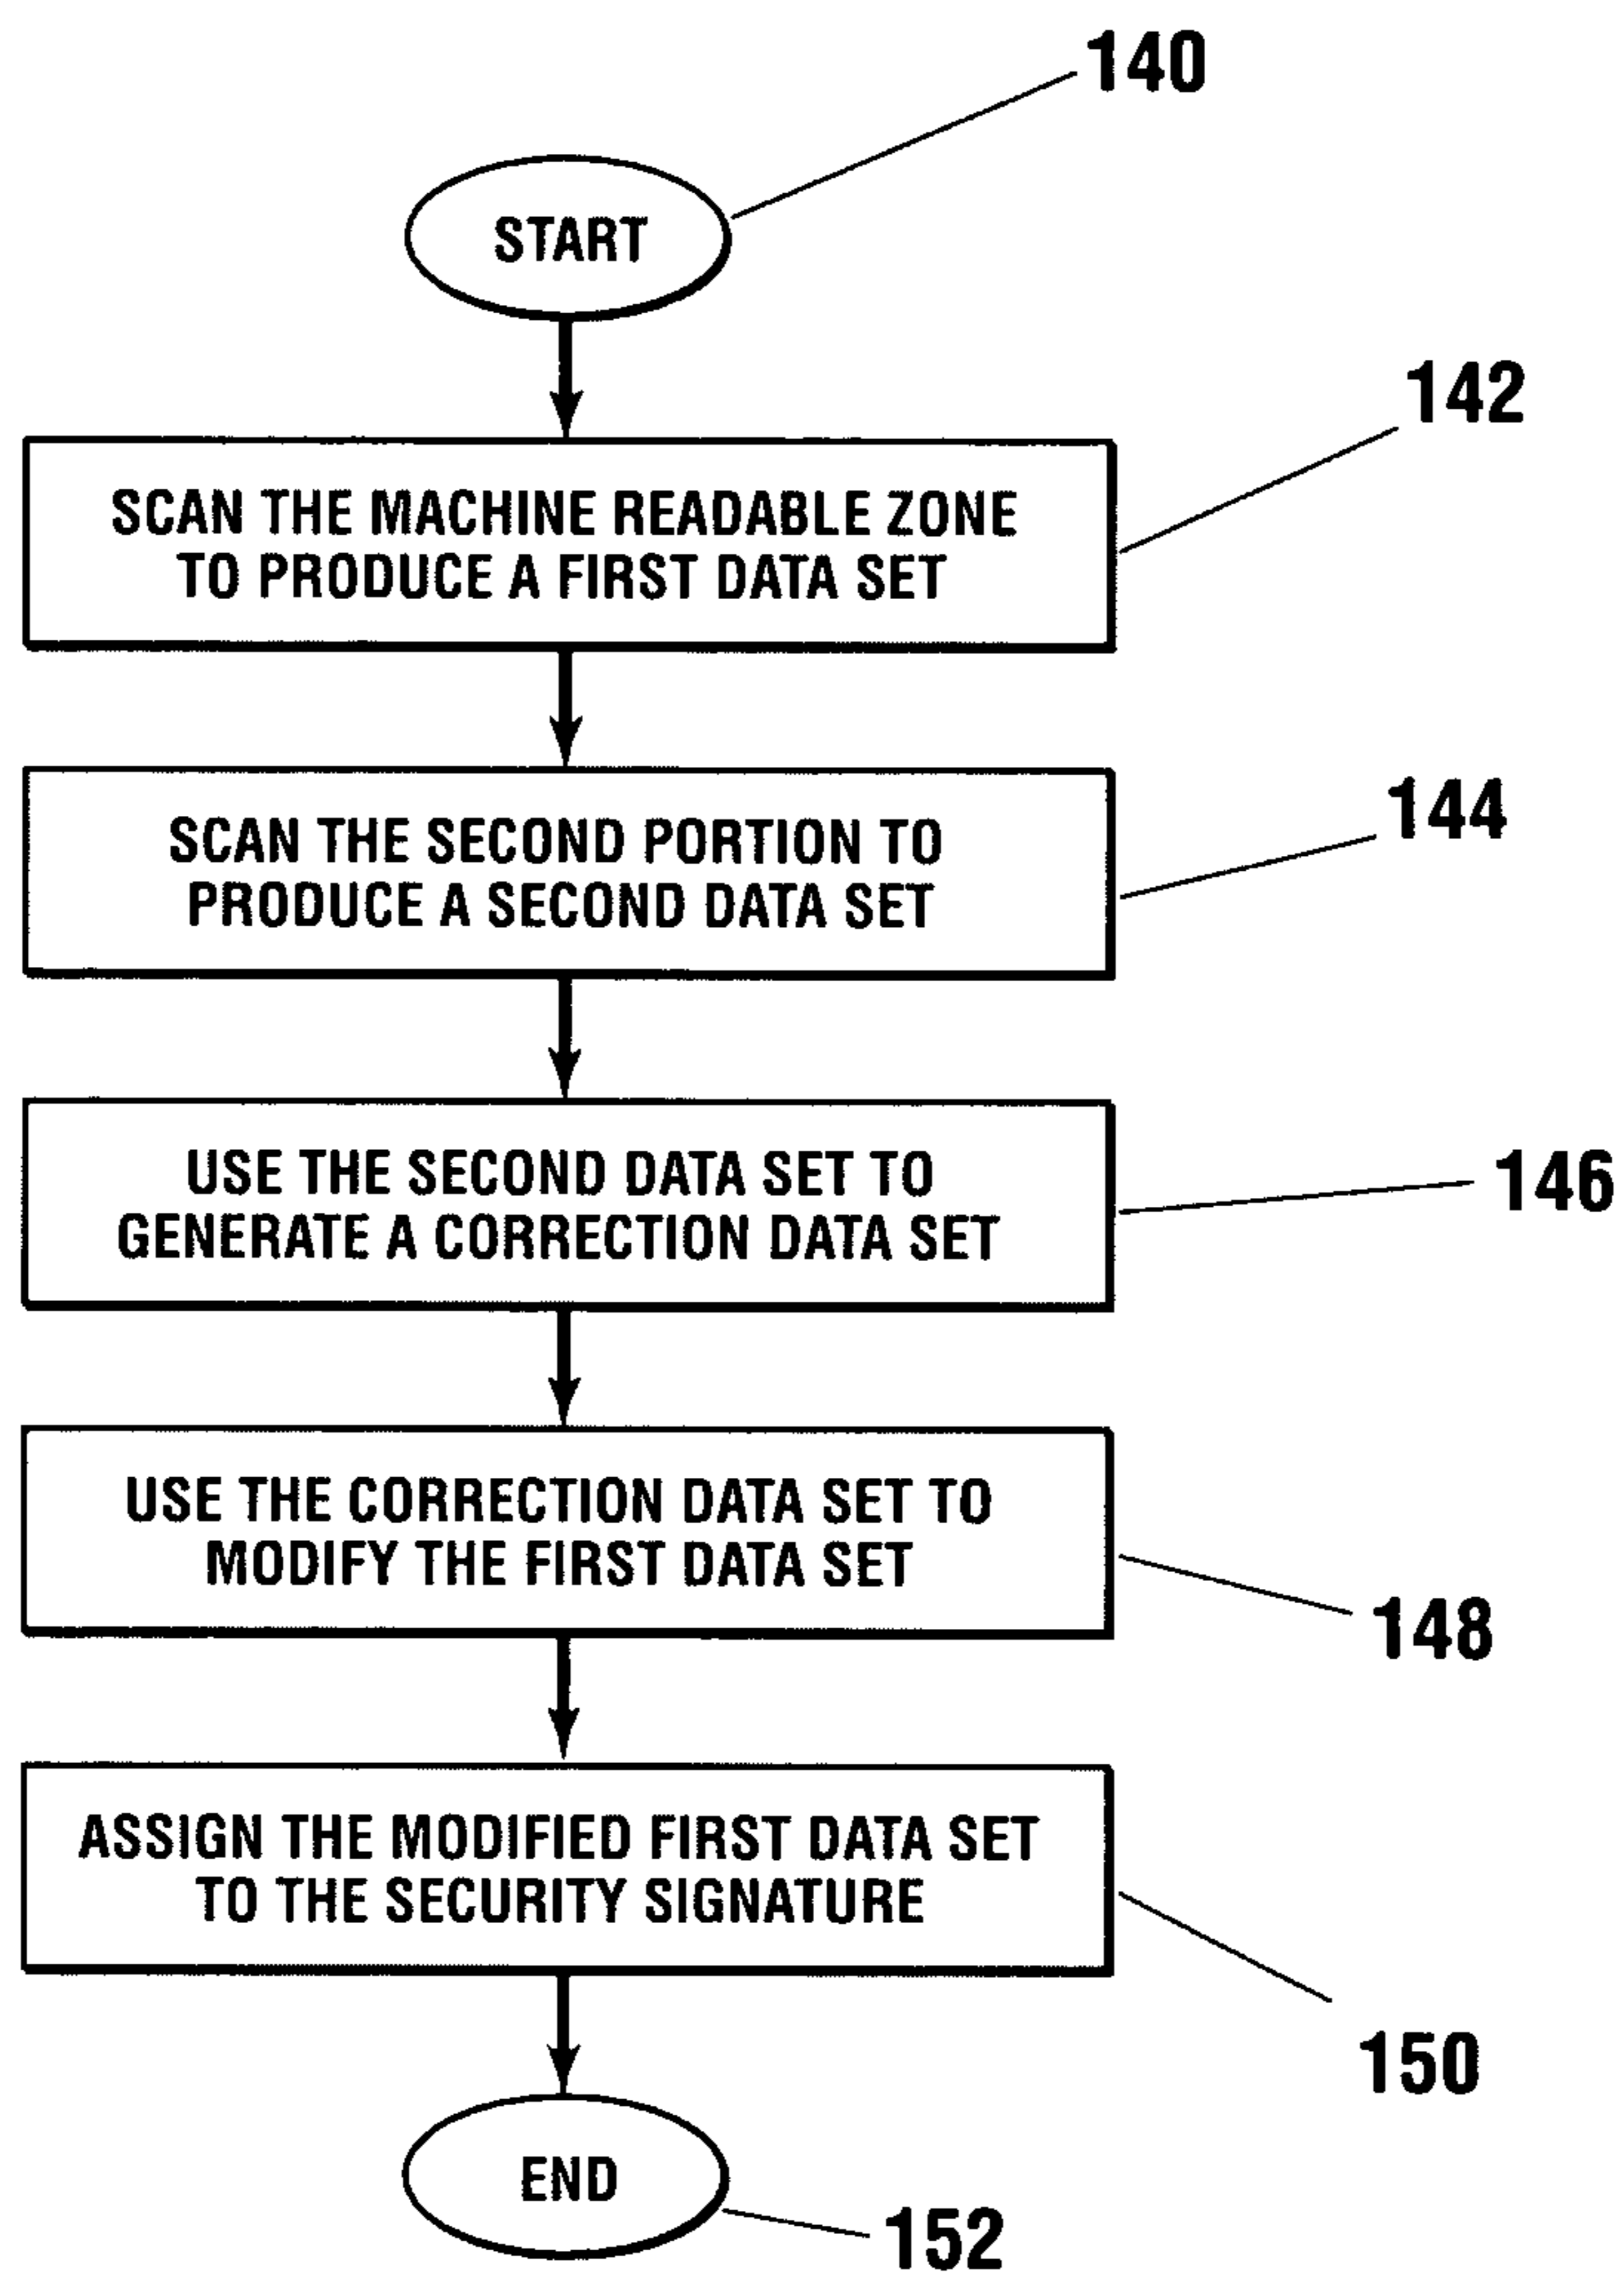 140
START
142
SCAN THE MACHINE READABLE ZONE
TO PRODUCE A FIRST DATA SET
144
SCAN THE SECOND PORTION TO
PRODUCE A SECOND DATA SET
146
USE THE SECOND DATA SET TO
GENERATE A CORRECTION DATA SET
USE THE CORRECTION DATA SET TO
MODIFY THE FIRST DATA SET
148
ASSIGN THE MODIFIED FIRST DATA SET
TO THE SECURITY SIGNATURE
150
END
152